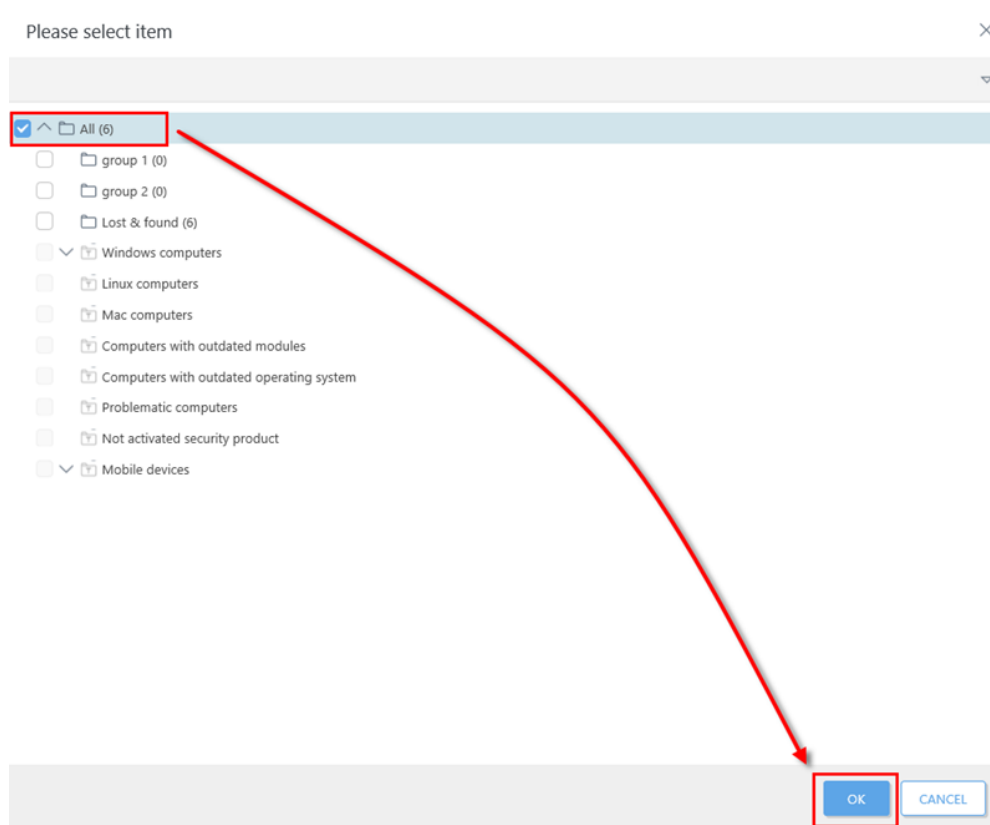 Please select item
All (6)
group 1 (0)
group 2 (0)
Lost & found (6)
Windows computers
Linux computers
Mac computers
Computers with outdated modules
Computers with outdated operating system
Problematic computers
Not activated security product
Mobile devices
OK CANCEL